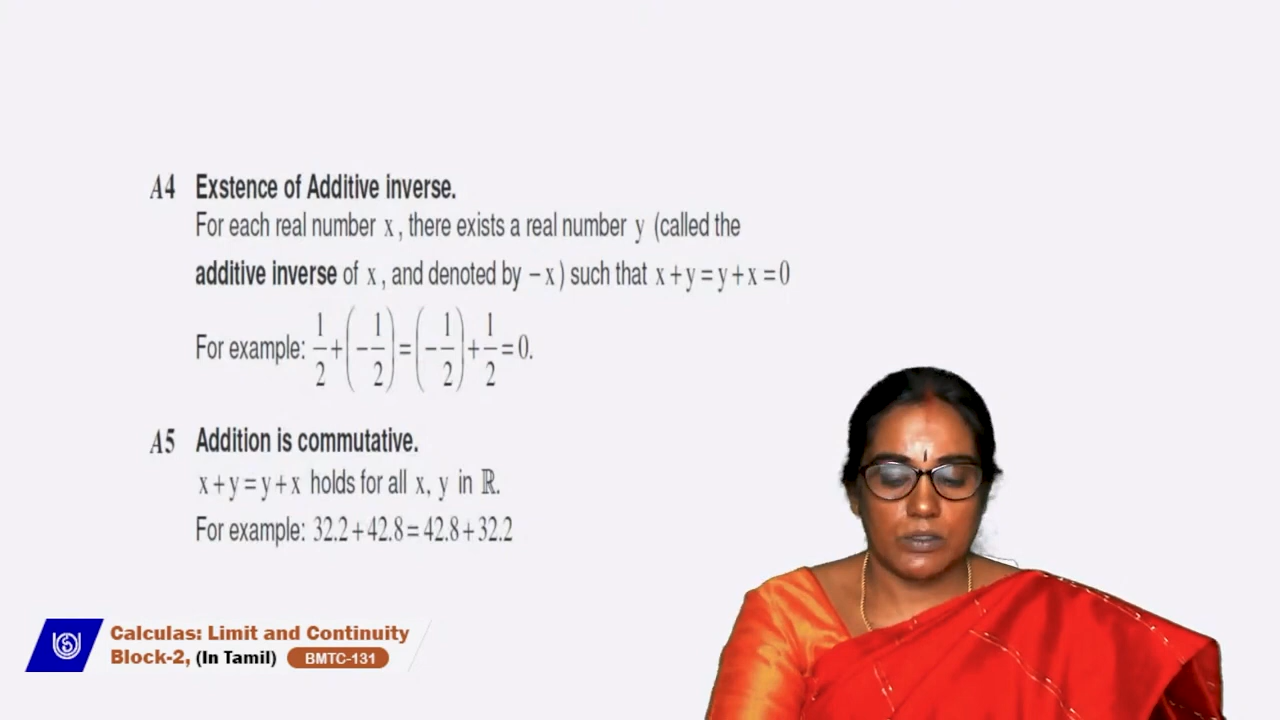 A4 Exstence of Additive inverse.
For each real number x, there exists a real number y (called the
additive inverse of x, and denoted by −x) such that x+y=y+x=0
For example: 1/2+(−1/2)=(−1/2)+1/2=0.
A5 Addition is commutative.
x+y=y+x holds for all x, y in ℝ.
For example: 32.2+42.8=42.8+32.2
Calculas: Limit and Continuity
Block-2, (In Tamil) BMTC-131